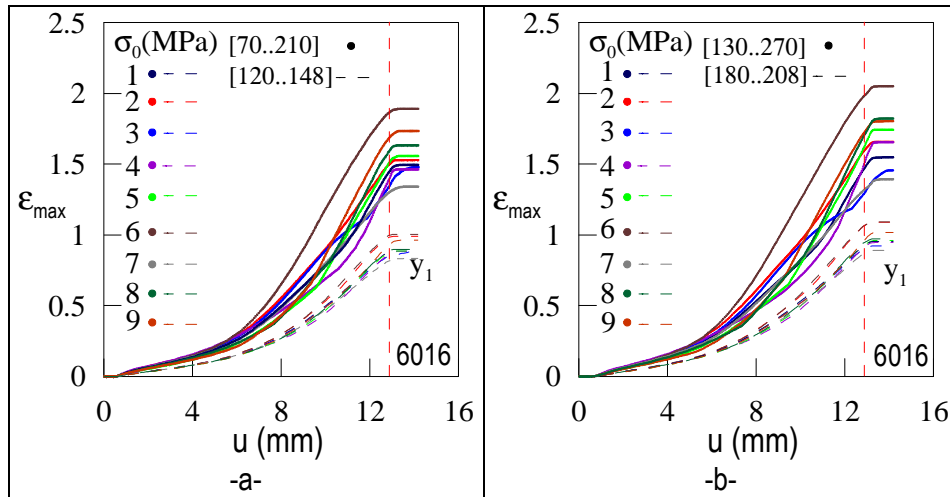 2.5
2
1.5
1
0.5
0
ε_max
σ₀(MPa) [70..210] ●
[120..148] – –
1
2
3
4
5
6
7
8
9
y₁
6016
0 4 8 12 16
u (mm)
-a-
2.5
2
1.5
1
0.5
0
ε_max
σ₀(MPa) [130..270] ●
[180..208] – –
1
2
3
4
5
6
7
8
9
y₁
6016
0 4 8 12 16
u (mm)
-b-